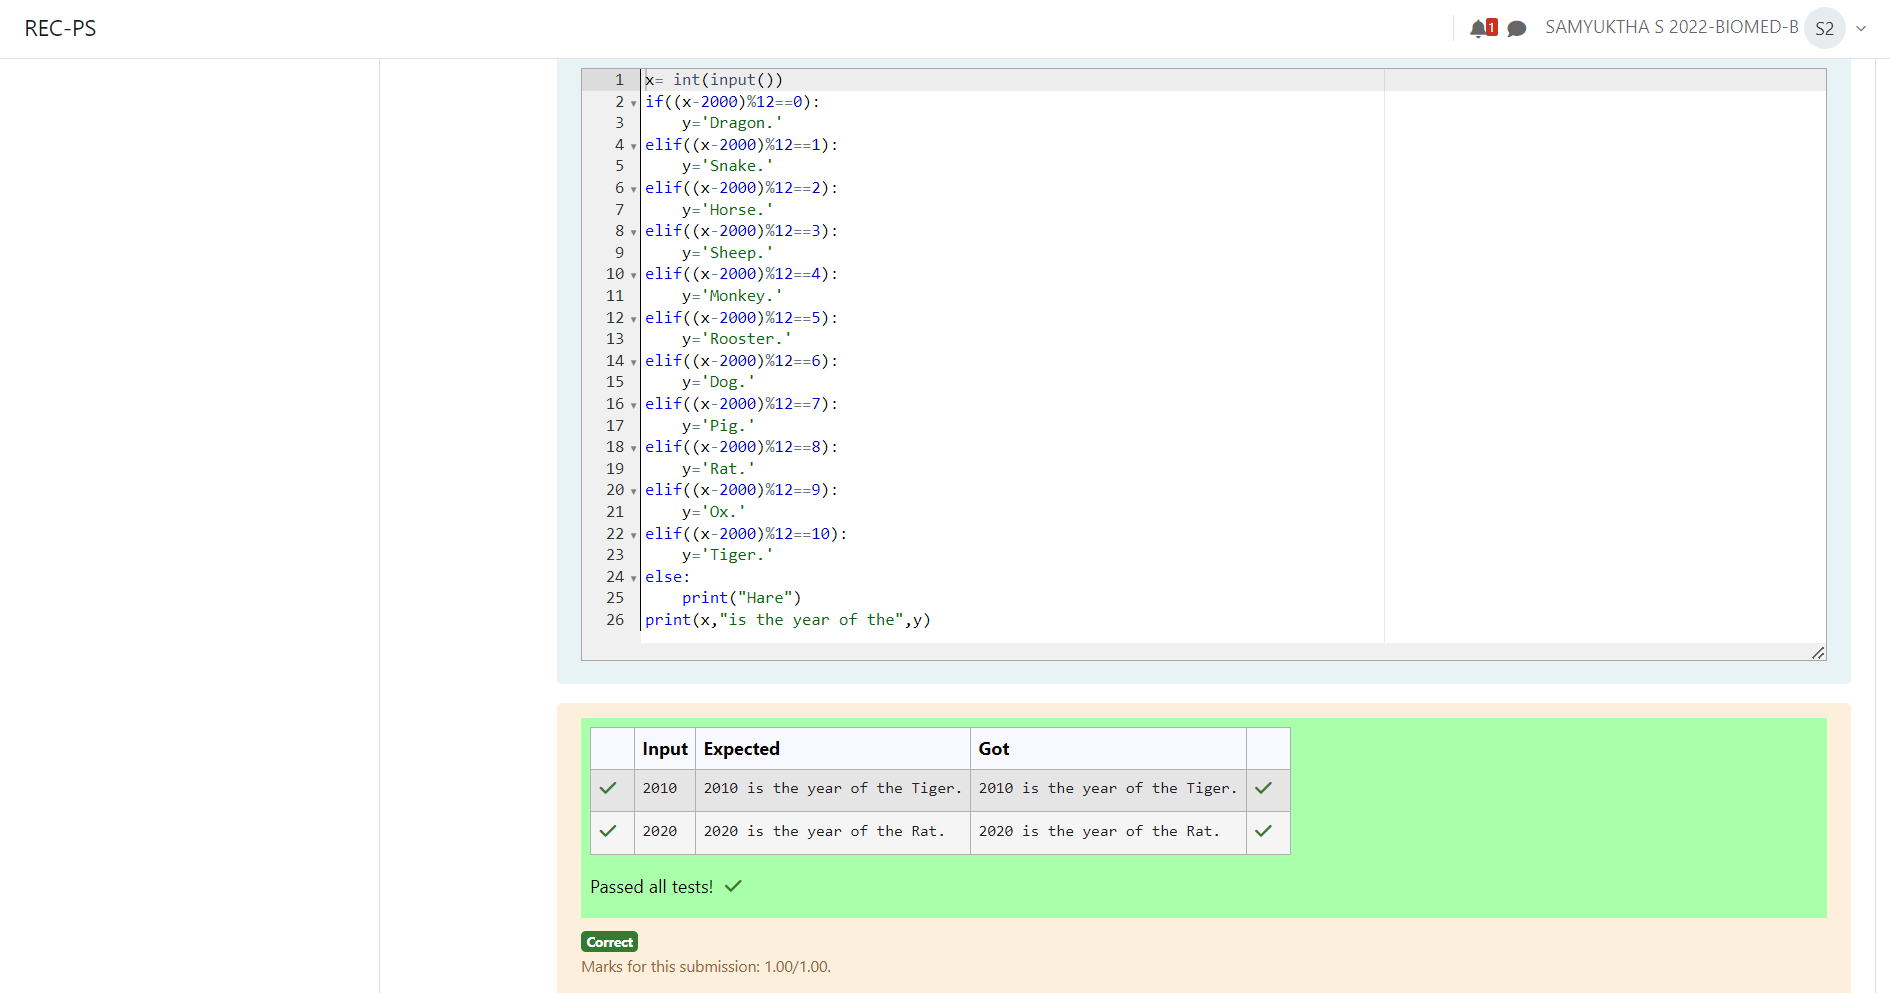 REC-PS
1
SAMYUKTHA S 2022-BIOMED-B
S2
1 x= int(input())
2 if((x-2000)%12==0):
3     y='Dragon.'
4 elif((x-2000)%12==1):
5     y='Snake.'
6 elif((x-2000)%12==2):
7     y='Horse.'
8 elif((x-2000)%12==3):
9     y='Sheep.'
10 elif((x-2000)%12==4):
11     y='Monkey.'
12 elif((x-2000)%12==5):
13     y='Rooster.'
14 elif((x-2000)%12==6):
15     y='Dog.'
16 elif((x-2000)%12==7):
17     y='Pig.'
18 elif((x-2000)%12==8):
19     y='Rat.'
20 elif((x-2000)%12==9):
21     y='Ox.'
22 elif((x-2000)%12==10):
23     y='Tiger.'
24 else:
25     print("Hare")
26 print(x,"is the year of the",y)
Input Expected Got
2010 2010 is the year of the Tiger. 2010 is the year of the Tiger.
2020 2020 is the year of the Rat. 2020 is the year of the Rat.
Passed all tests!
Correct
Marks for this submission: 1.00/1.00.